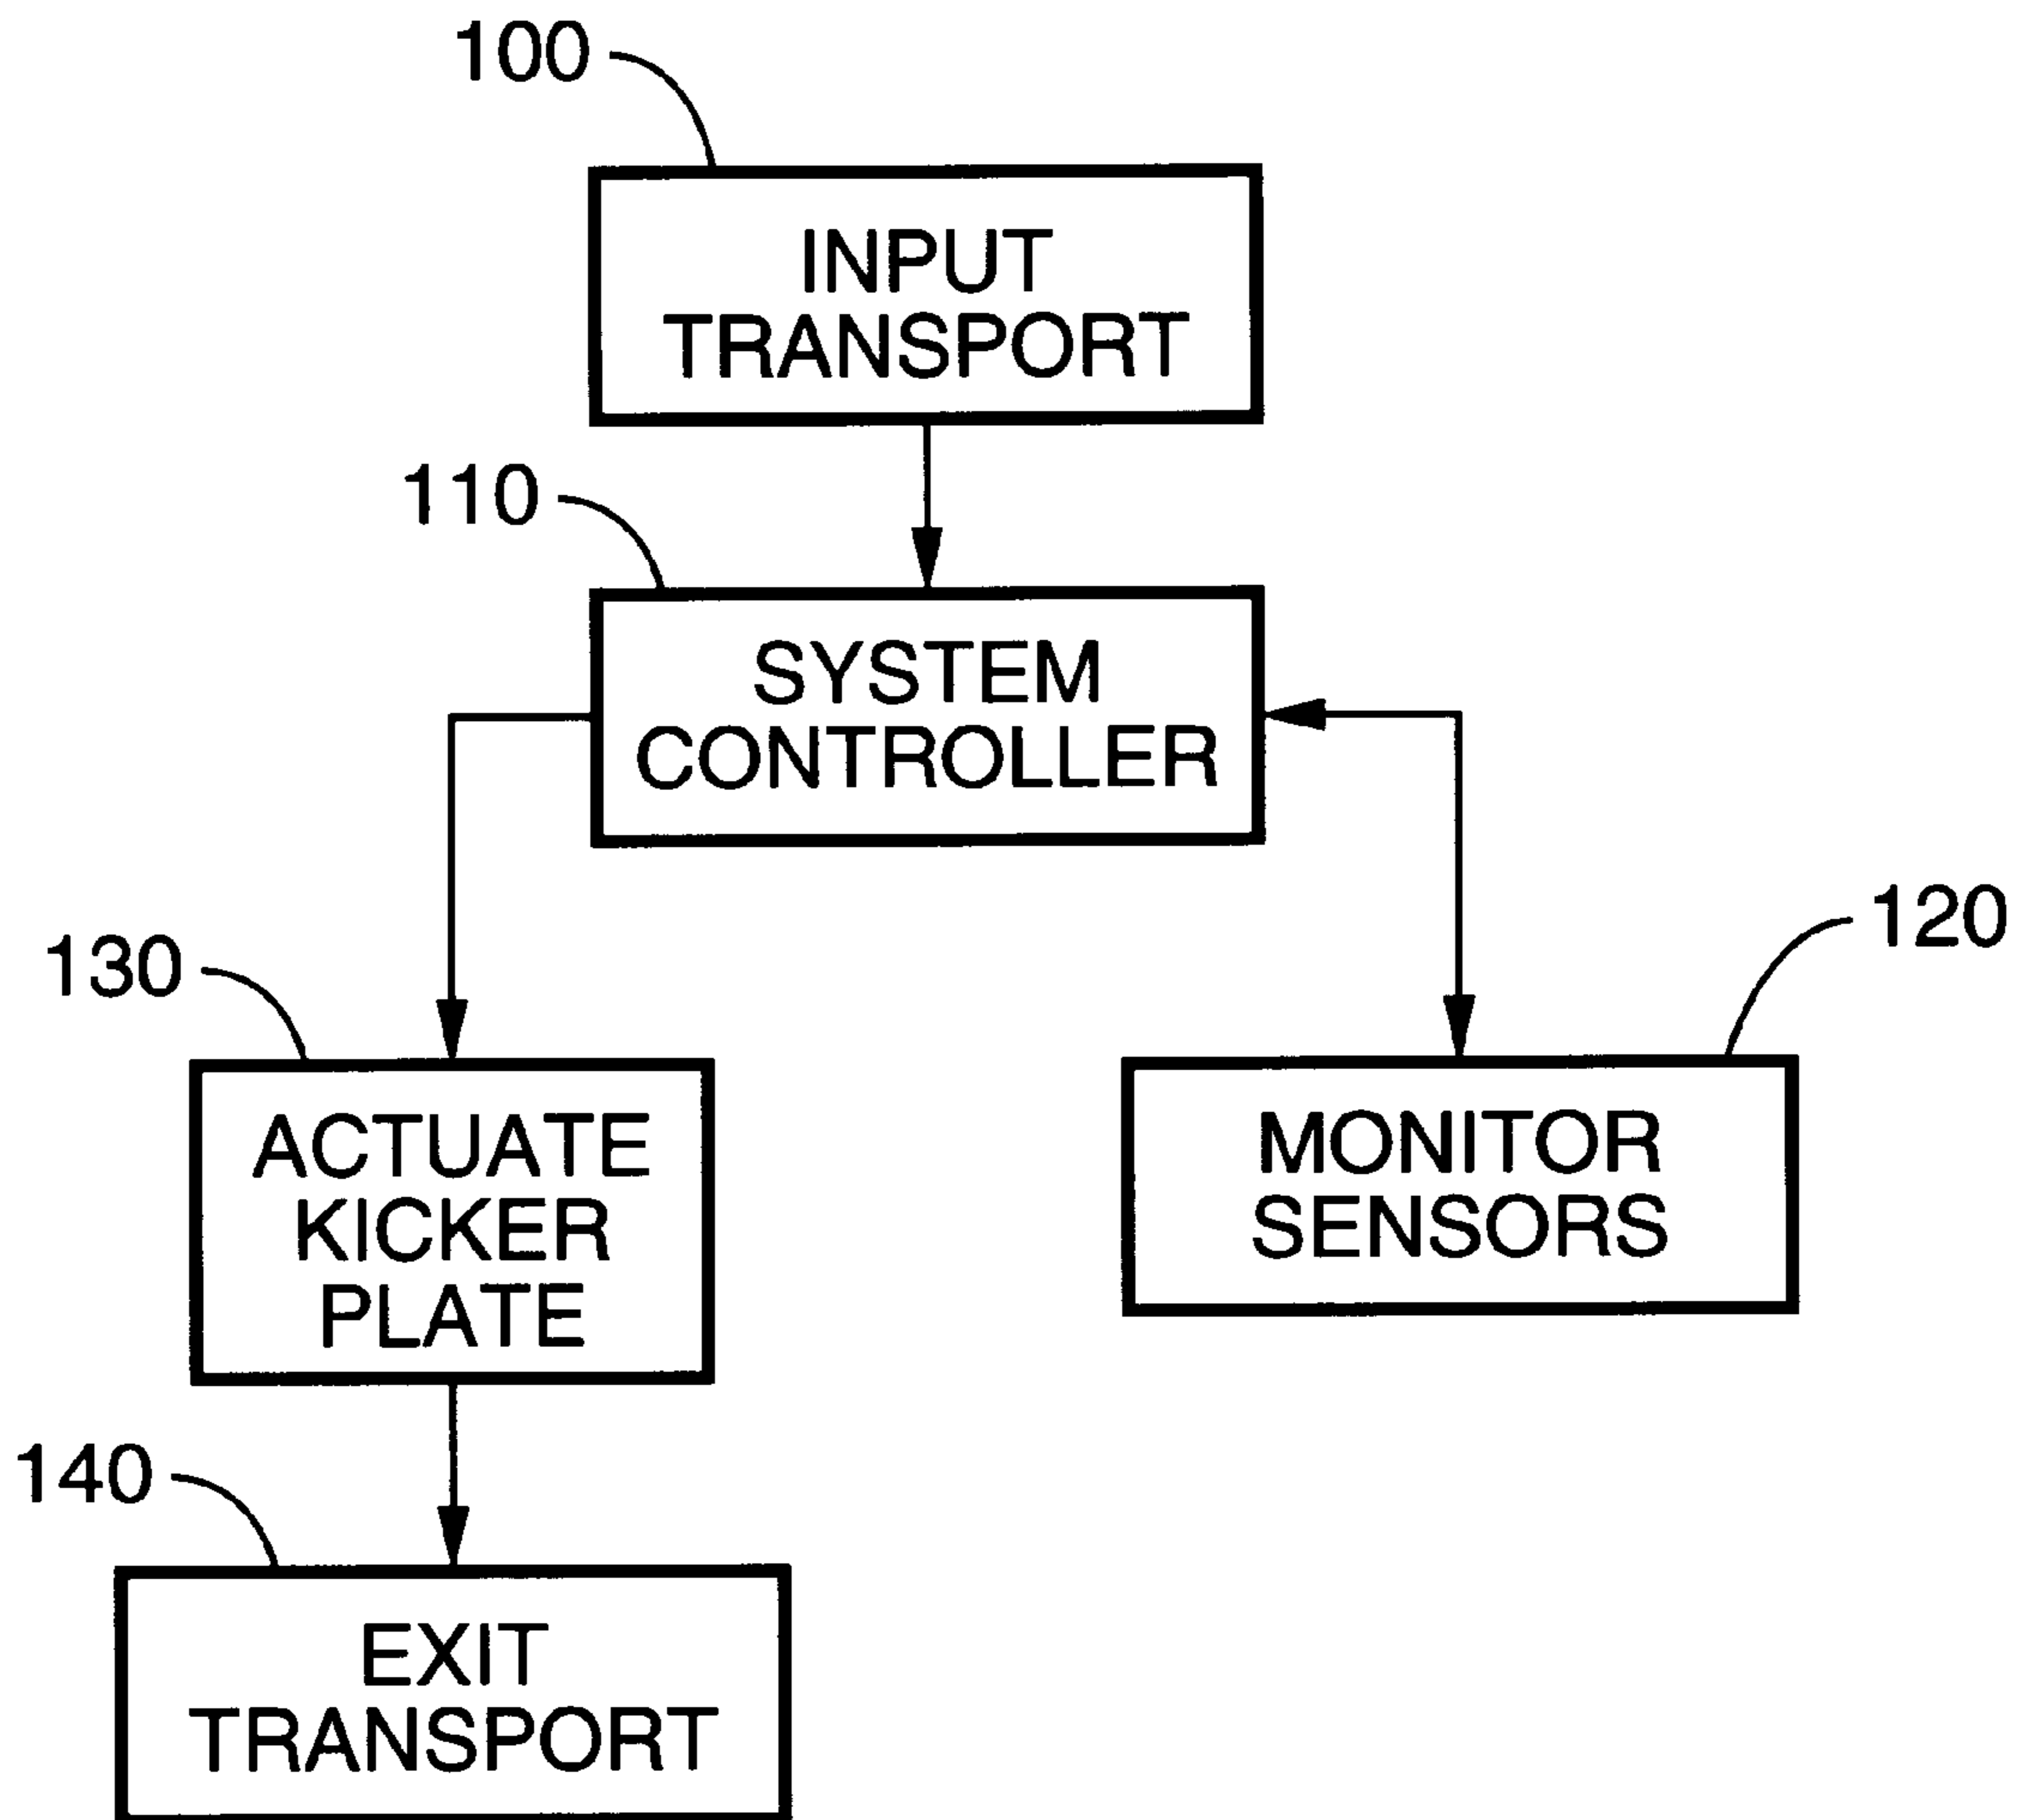 100
INPUT
TRANSPORT
110
SYSTEM
CONTROLLER
130
120
ACTUATE
KICKER
PLATE
MONITOR
SENSORS
140
EXIT
TRANSPORT